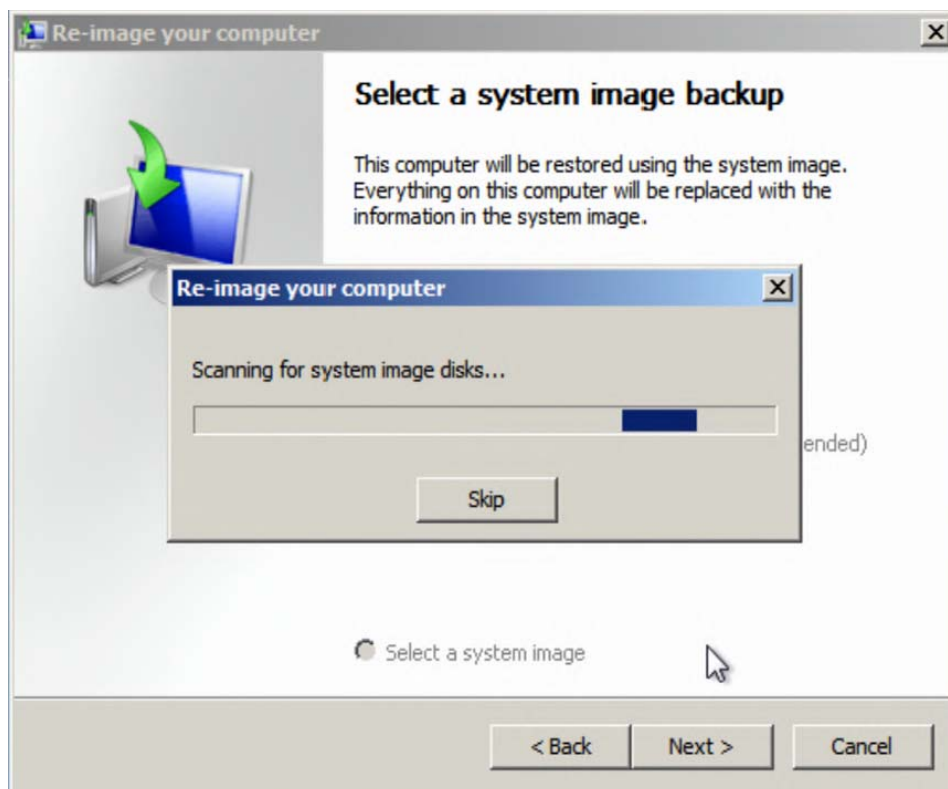 Re-image your computer
Select a system image backup
This computer will be restored using the system image.
Everything on this computer will be replaced with the
information in the system image.
Re-image your computer
Scanning for system image disks...
ended)
Skip
Select a system image
< Back
Next >
Cancel